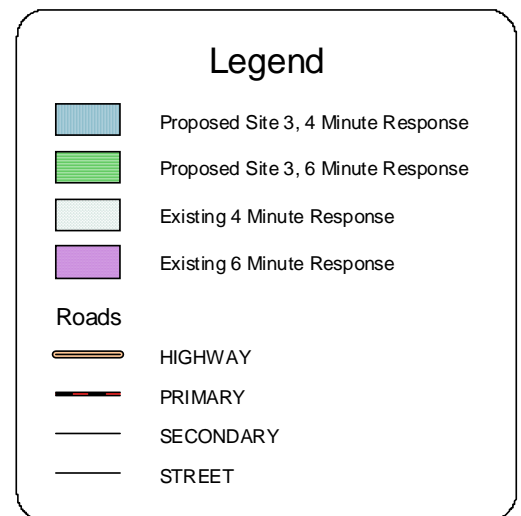 Legend
Proposed Site 3, 4 Minute Response
Proposed Site 3, 6 Minute Response
Existing 4 Minute Response
Existing 6 Minute Response
Roads
HIGHWAY
PRIMARY
SECONDARY
STREET